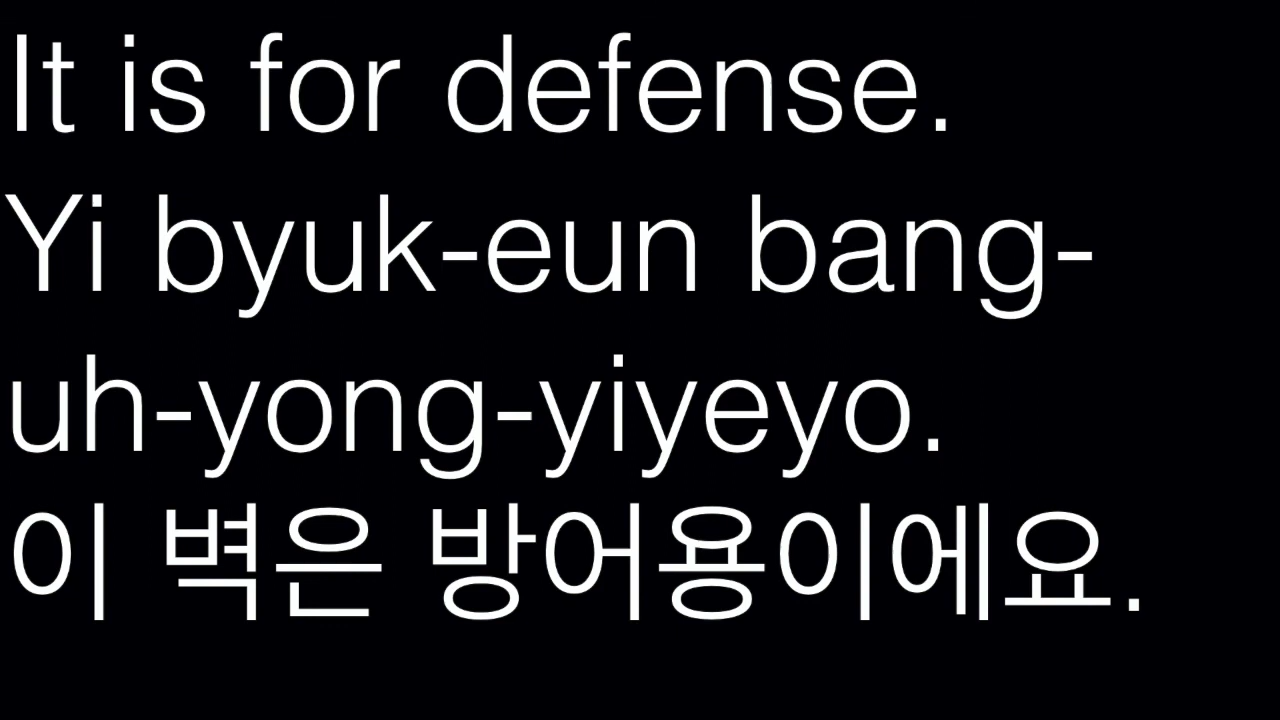 It is for defense.
Yi byuk-eun bang-
uh-yong-yiyeyo.
이 벽은 방어용이에요.